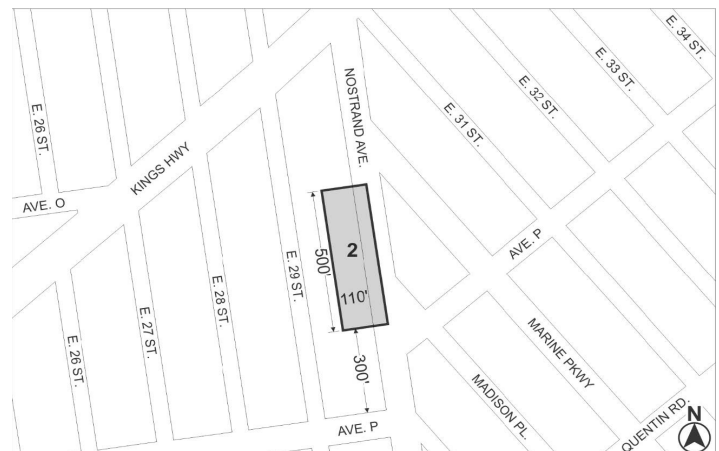 E. 34 ST.
E. 33 ST.
E. 32 ST.
E. 31 ST.
NOSTRAND AVE.
E. 26 ST.
KINGS HWY
AVE. O
AVE. P
2
500'
110'
E. 29 ST.
E. 28 ST.
E. 27 ST.
E. 26 ST.
300'
MARINE PKWY
MADISON PL.
QUENTIN RD.
AVE. P
N